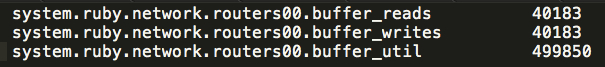 system.ruby.network.routers00.buffer_reads 40183
system.ruby.network.routers00.buffer_writes 40183
system.ruby.network.routers00.buffer_util 499850